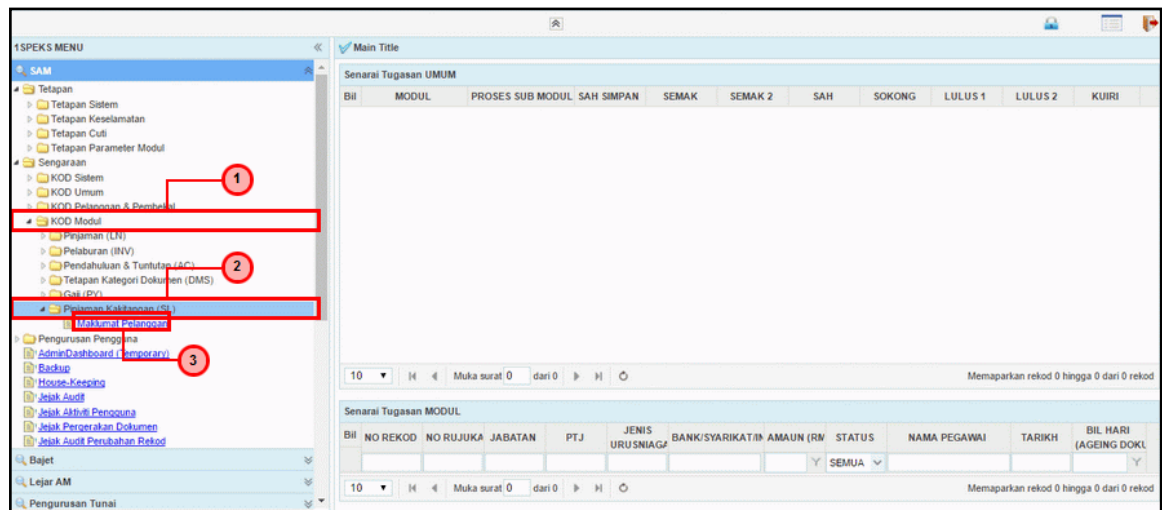 1SPEKS MENU
Main Title
SAM
Tetapan
Tetapan Sistem
Tetapan Keselamatan
Tetapan Cuti
Tetapan Parameter Modul
Sengaraan
KOD Sistem
KOD Umum
KOD Pelanggan & Pembekal
KOD Modul
Pinjaman (LN)
Pelaburan (INV)
Pendahuluan & Tuntutan (AC)
Tetapan Kategori Dokumen (DMS)
Gaji (PY)
Pinjaman Kakitangan (SL)
Maklumat Pelanggan
Pengurusan Pengguna
AdminDashboard (Temporary)
Backup
House-Keeping
Jejak Audit
Jejak Aktiviti Pengguna
Jejak Pergerakan Dokumen
Jejak Audit Perubahan Rekod
Bajet
Lejar AM
Pengurusan Tunai
1
2
3
Senarai Tugasan UMUM
Bil MODUL PROSES SUB MODUL SAH SIMPAN SEMAK SEMAK 2 SAH SOKONG LULUS 1 LULUS 2 KUIRI
10 Muka surat 0 dari 0 Memaparkan rekod 0 hingga 0 dari 0 rekod
Senarai Tugasan MODUL
Bil NO REKOD NO RUJUKA JABATAN PTJ JENIS URUSNIAGA BANK/SYARIKAT/IN AMAUN (RM STATUS NAMA PEGAWAI TARIKH BIL HARI (AGEING DOKU
SEMUA
10 Muka surat 0 dari 0 Memaparkan rekod 0 hingga 0 dari 0 rekod